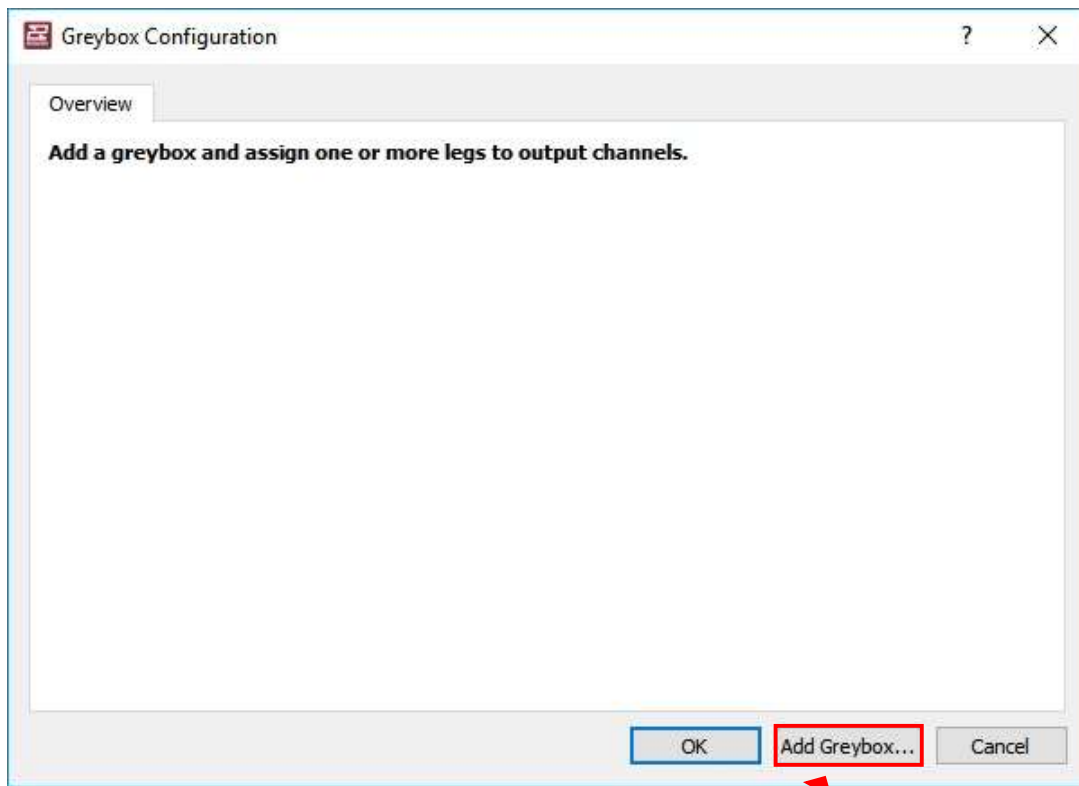 Greybox Configuration
?
Overview
Add a greybox and assign one or more legs to output channels.
OK
Add Greybox...
Cancel